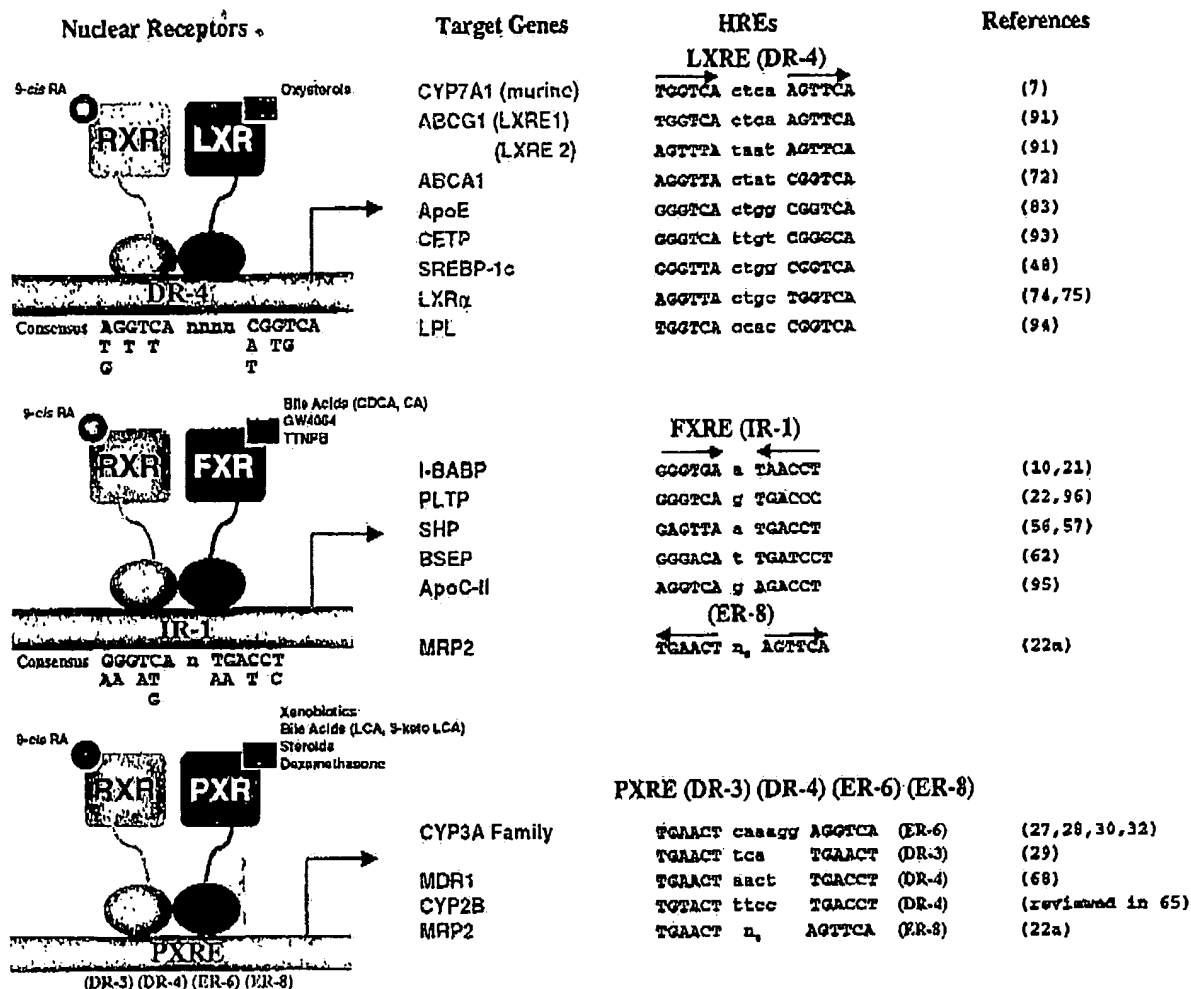 Nuclear Receptors
Target Genes
HREs
References
LXRE (DR-4)
9-cis RA
Oxysterols
RXR
LXR
DR-4
Consensus AGGTCA nnnn CGGTCA
T T T A TG
G T
CYP7A1 (murine) TGGTCA ctca AGTTCA (7)
ABCG1 (LXRE1) TGGTCA ctca AGTTCA (91)
(LXRE 2) AGTTTA taat AGTTCA (91)
ABCA1 AGGTTA ctat CGGTCA (72)
ApoE GGGTCA ctgg CGGTCA (83)
CETP GGGTCA ttgt CGGGCA (93)
SREBP-1c GGGTTA ctgg CGGTCA (48)
LXRα AGGTTA ctgc TGGTCA (74,75)
LPL TGGTCA ccac CGGTCA (94)
9-cis RA
Bile Acids (CDCA, CA)
GW4064
TTNPB
RXR
FXR
IR-1
Consensus GGGTCA n TGACCT
AA AT AA T C
G
FXRE (IR-1)
I-BABP GGGTGA a TAACCT (10,21)
PLTP GGGTCA g TGACCC (22,96)
SHP GAGTTA a TGACCT (56,57)
BSEP GGGACA t TGATCCT (62)
ApoC-II AGGTCA g AGACCT (95)
(ER-8)
MRP2 TGAACT n8 AGTTCA (22a)
9-cis RA
Xenobiotics
Bile Acids (LCA, 3-keto LCA)
Steroids
Dexamethasone
RXR
PXR
PXRE
(DR-3) (DR-4) (ER-6) (ER-8)
PXRE (DR-3) (DR-4) (ER-6) (ER-8)
CYP3A Family TGAACT caaagg AGGTCA (ER-6) (27,28,30,32)
TGAACT tca TGAACT (DR-3) (29)
MDR1 TGAACT aact TGACCT (DR-4) (68)
CYP2B TGTACT ttcc TGACCT (DR-4) (reviewed in 65)
MRP2 TGAACT n8 AGTTCA (ER-8) (22a)